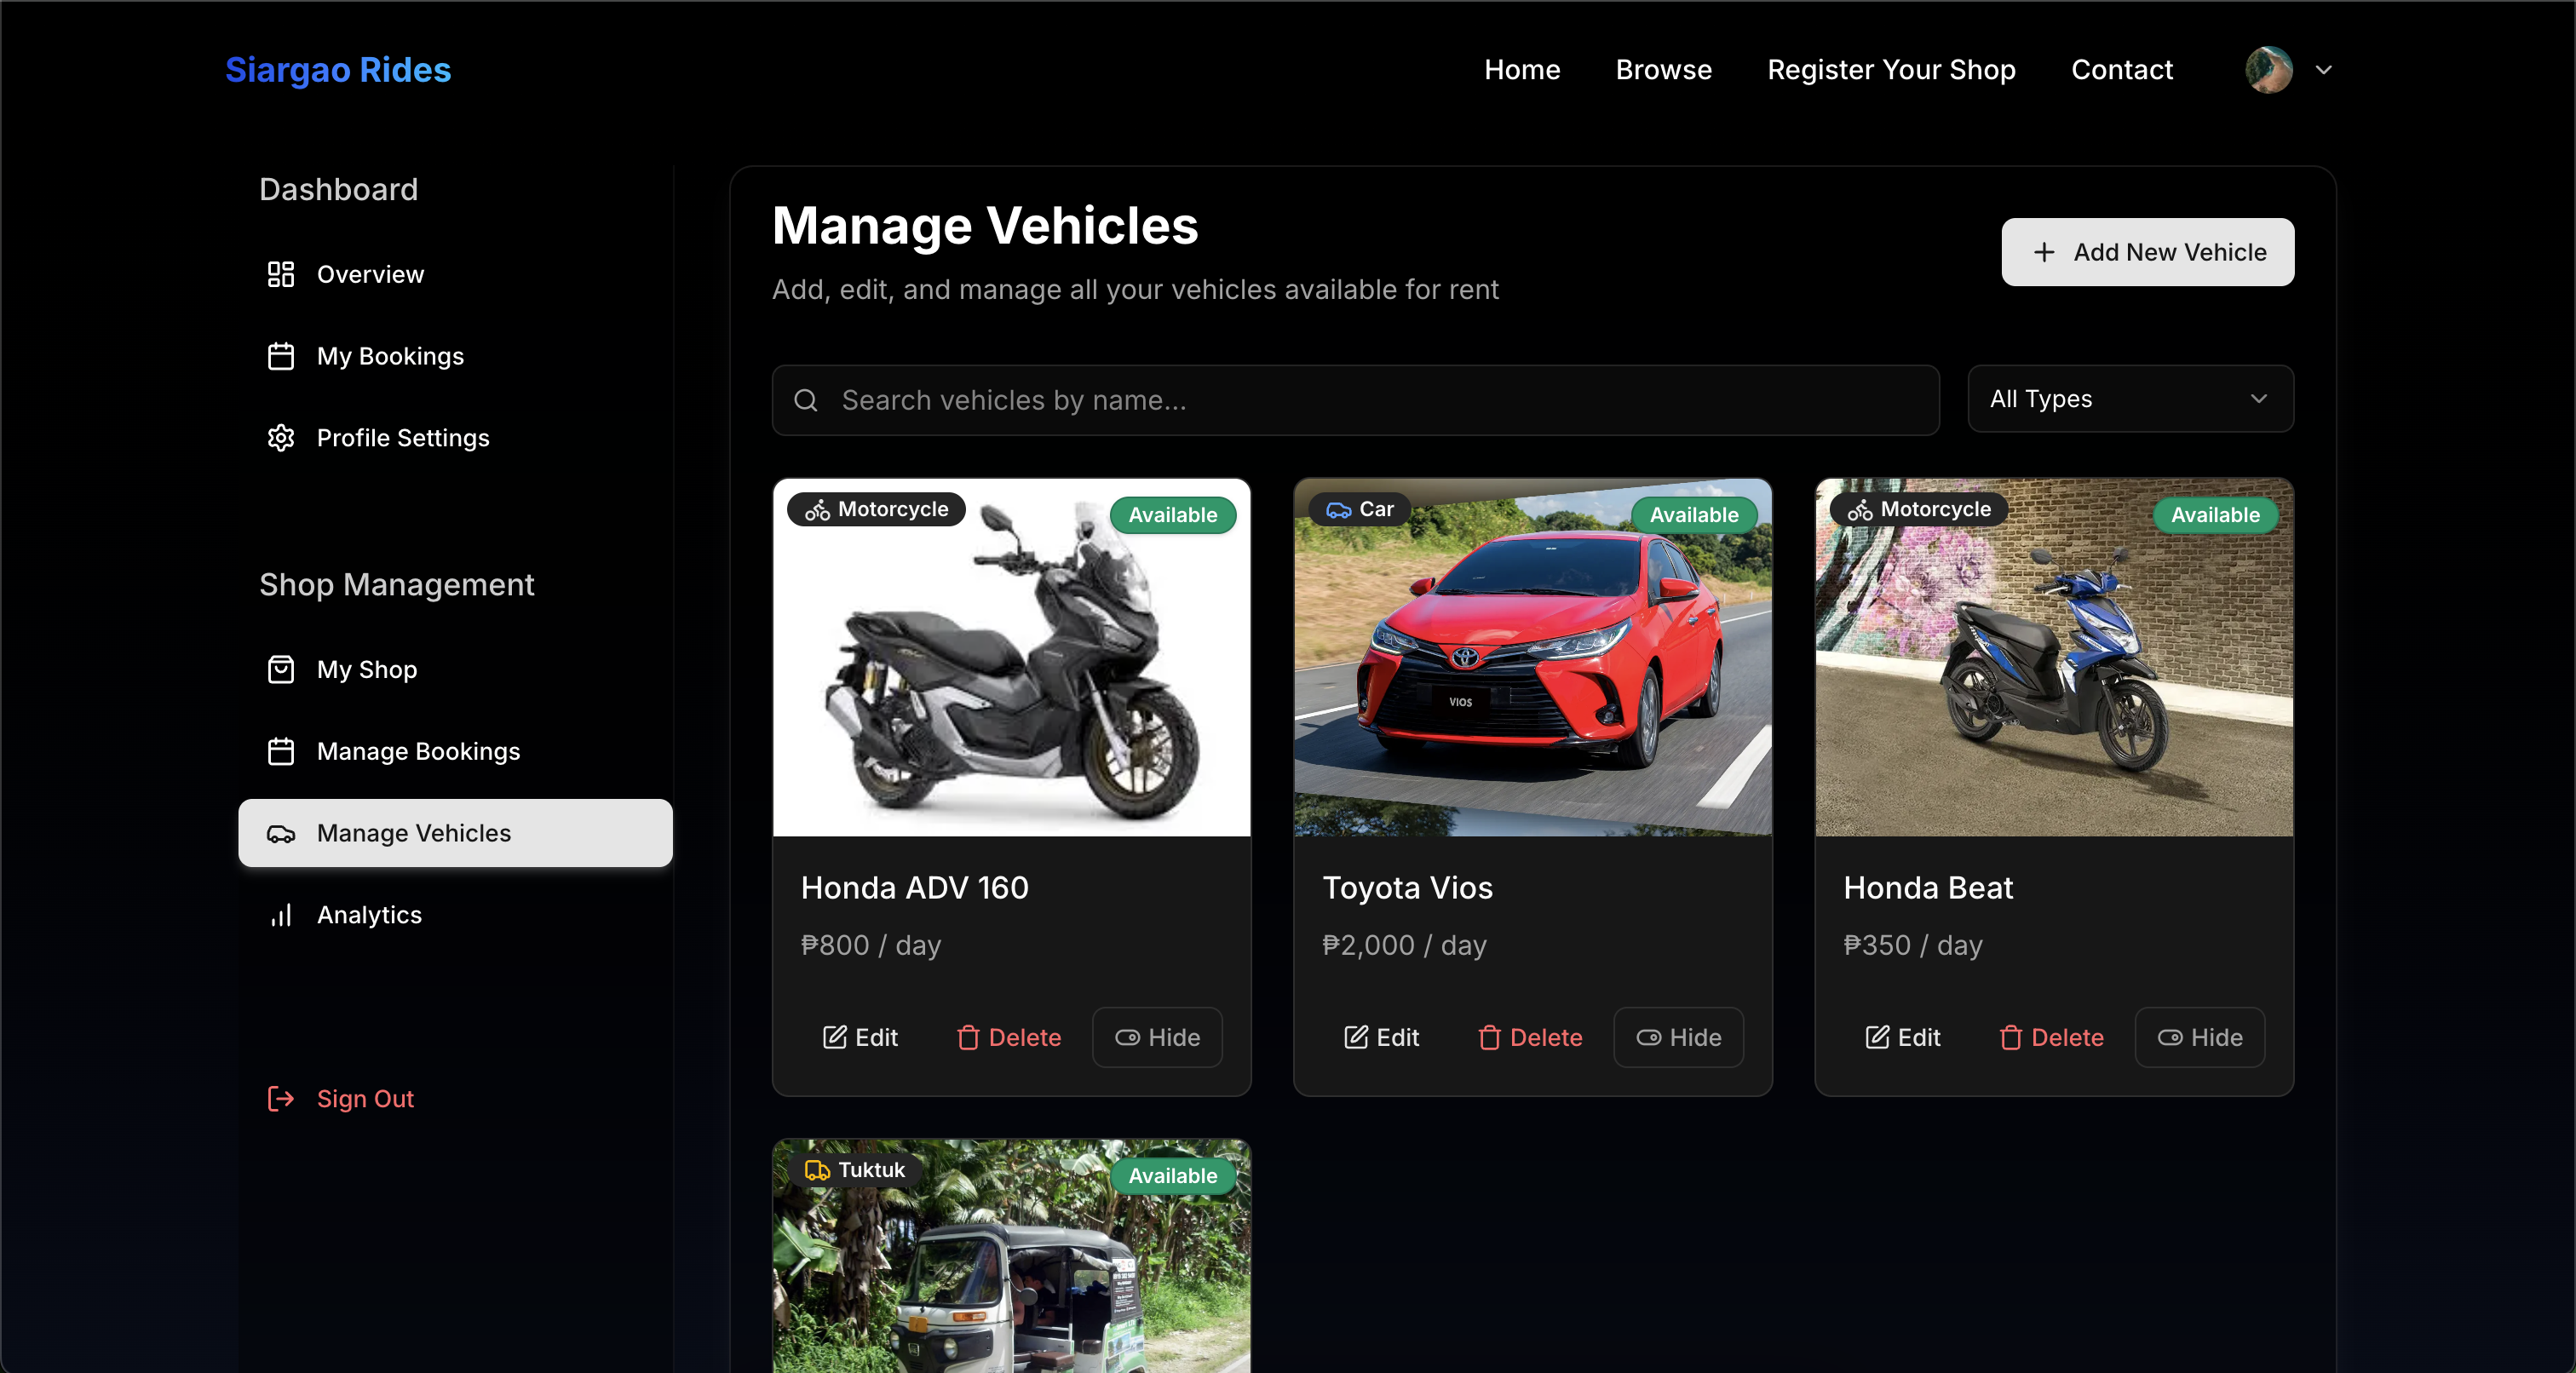 Siargao Rides
Home
Browse
Register Your Shop
Contact
Dashboard
Overview
My Bookings
Profile Settings
Shop Management
My Shop
Manage Bookings
Manage Vehicles
Analytics
Sign Out
Manage Vehicles
Add, edit, and manage all your vehicles available for rent
Add New Vehicle
Search vehicles by name...
All Types
Motorcycle
Available
Honda ADV 160
₱800 / day
Edit
Delete
Hide
Car
Available
VIOS
Toyota Vios
₱2,000 / day
Edit
Delete
Hide
Motorcycle
Available
Honda Beat
₱350 / day
Edit
Delete
Hide
Tuktuk
Available